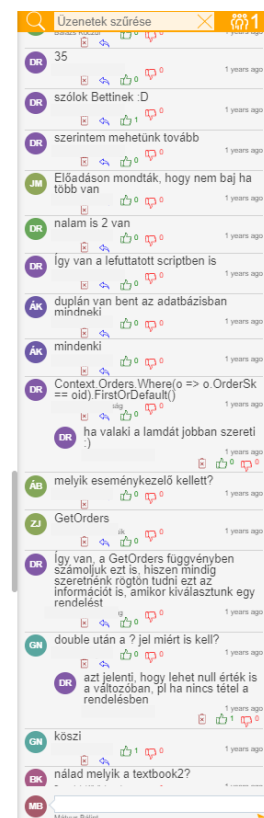 Üzenetek szűrése
1
0 0
1 years ago
DR
35
0 0
1 years ago
DR
szólok Bettinek :D
1 0
1 years ago
DR
szerintem mehetünk tovább
0 0
1 years ago
JM
Előadáson mondták, hogy nem baj ha
több van
0 0
1 years ago
DR
nalam is 2 van
0 0
1 years ago
DR
Így van a lefuttatott scriptben is
0 0
1 years ago
ÁK
duplán van bent az adatbázisban
mindneki
0 0
1 years ago
ÁK
mindenki
0 0
1 years ago
DR
Context.Orders.Where(o => o.OrderSk
== oid).FirstOrDefault()
0 0
1 years ago
DR
ha valaki a lamdát jobban szereti
:)
1 years ago
0 0
ÁB
melyik eseménykezelő kellett?
0 0
1 years ago
ZJ
GetOrders
0 0
1 years ago
DR
Így van, a GetOrders függvényben
számoljuk ezt is, hiszen mindig
szeretnénk rögtön tudni ezt az
információt is, amikor kiválasztunk egy
rendelést
0 0
1 years ago
GN
double után a ? jel miért is kell?
0 0
1 years ago
DR
azt jelenti, hogy lehet null érték is
a változóban, pl ha nincs tétel a
rendelésben
1 years ago
1 0
GN
köszi
1 0
1 years ago
BK
nálad melyik a textbook2?
MB